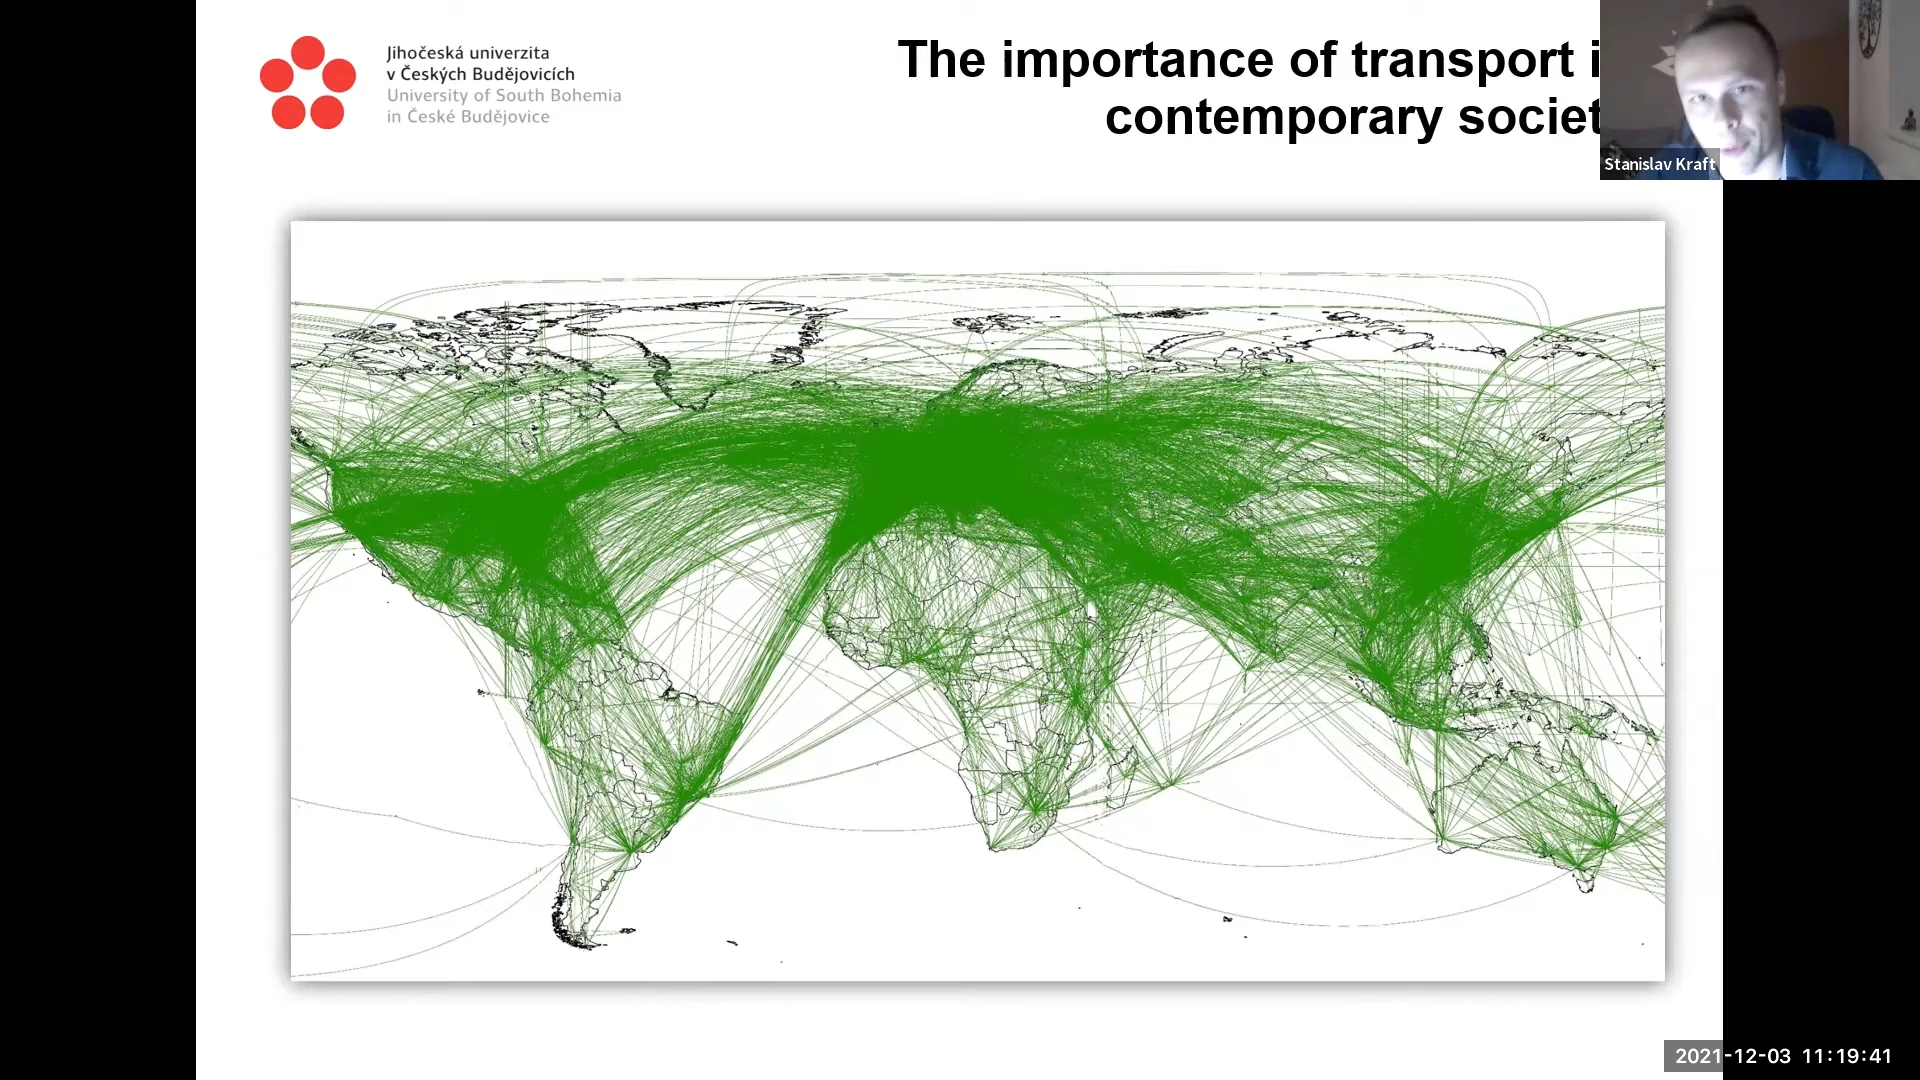 Jihočeská univerzita
v Českých Budějovicích
University of South Bohemia
in České Budějovice
The importance of transport i
contemporary societ
Stanislav Kraft
2021-12-03 11:19:41